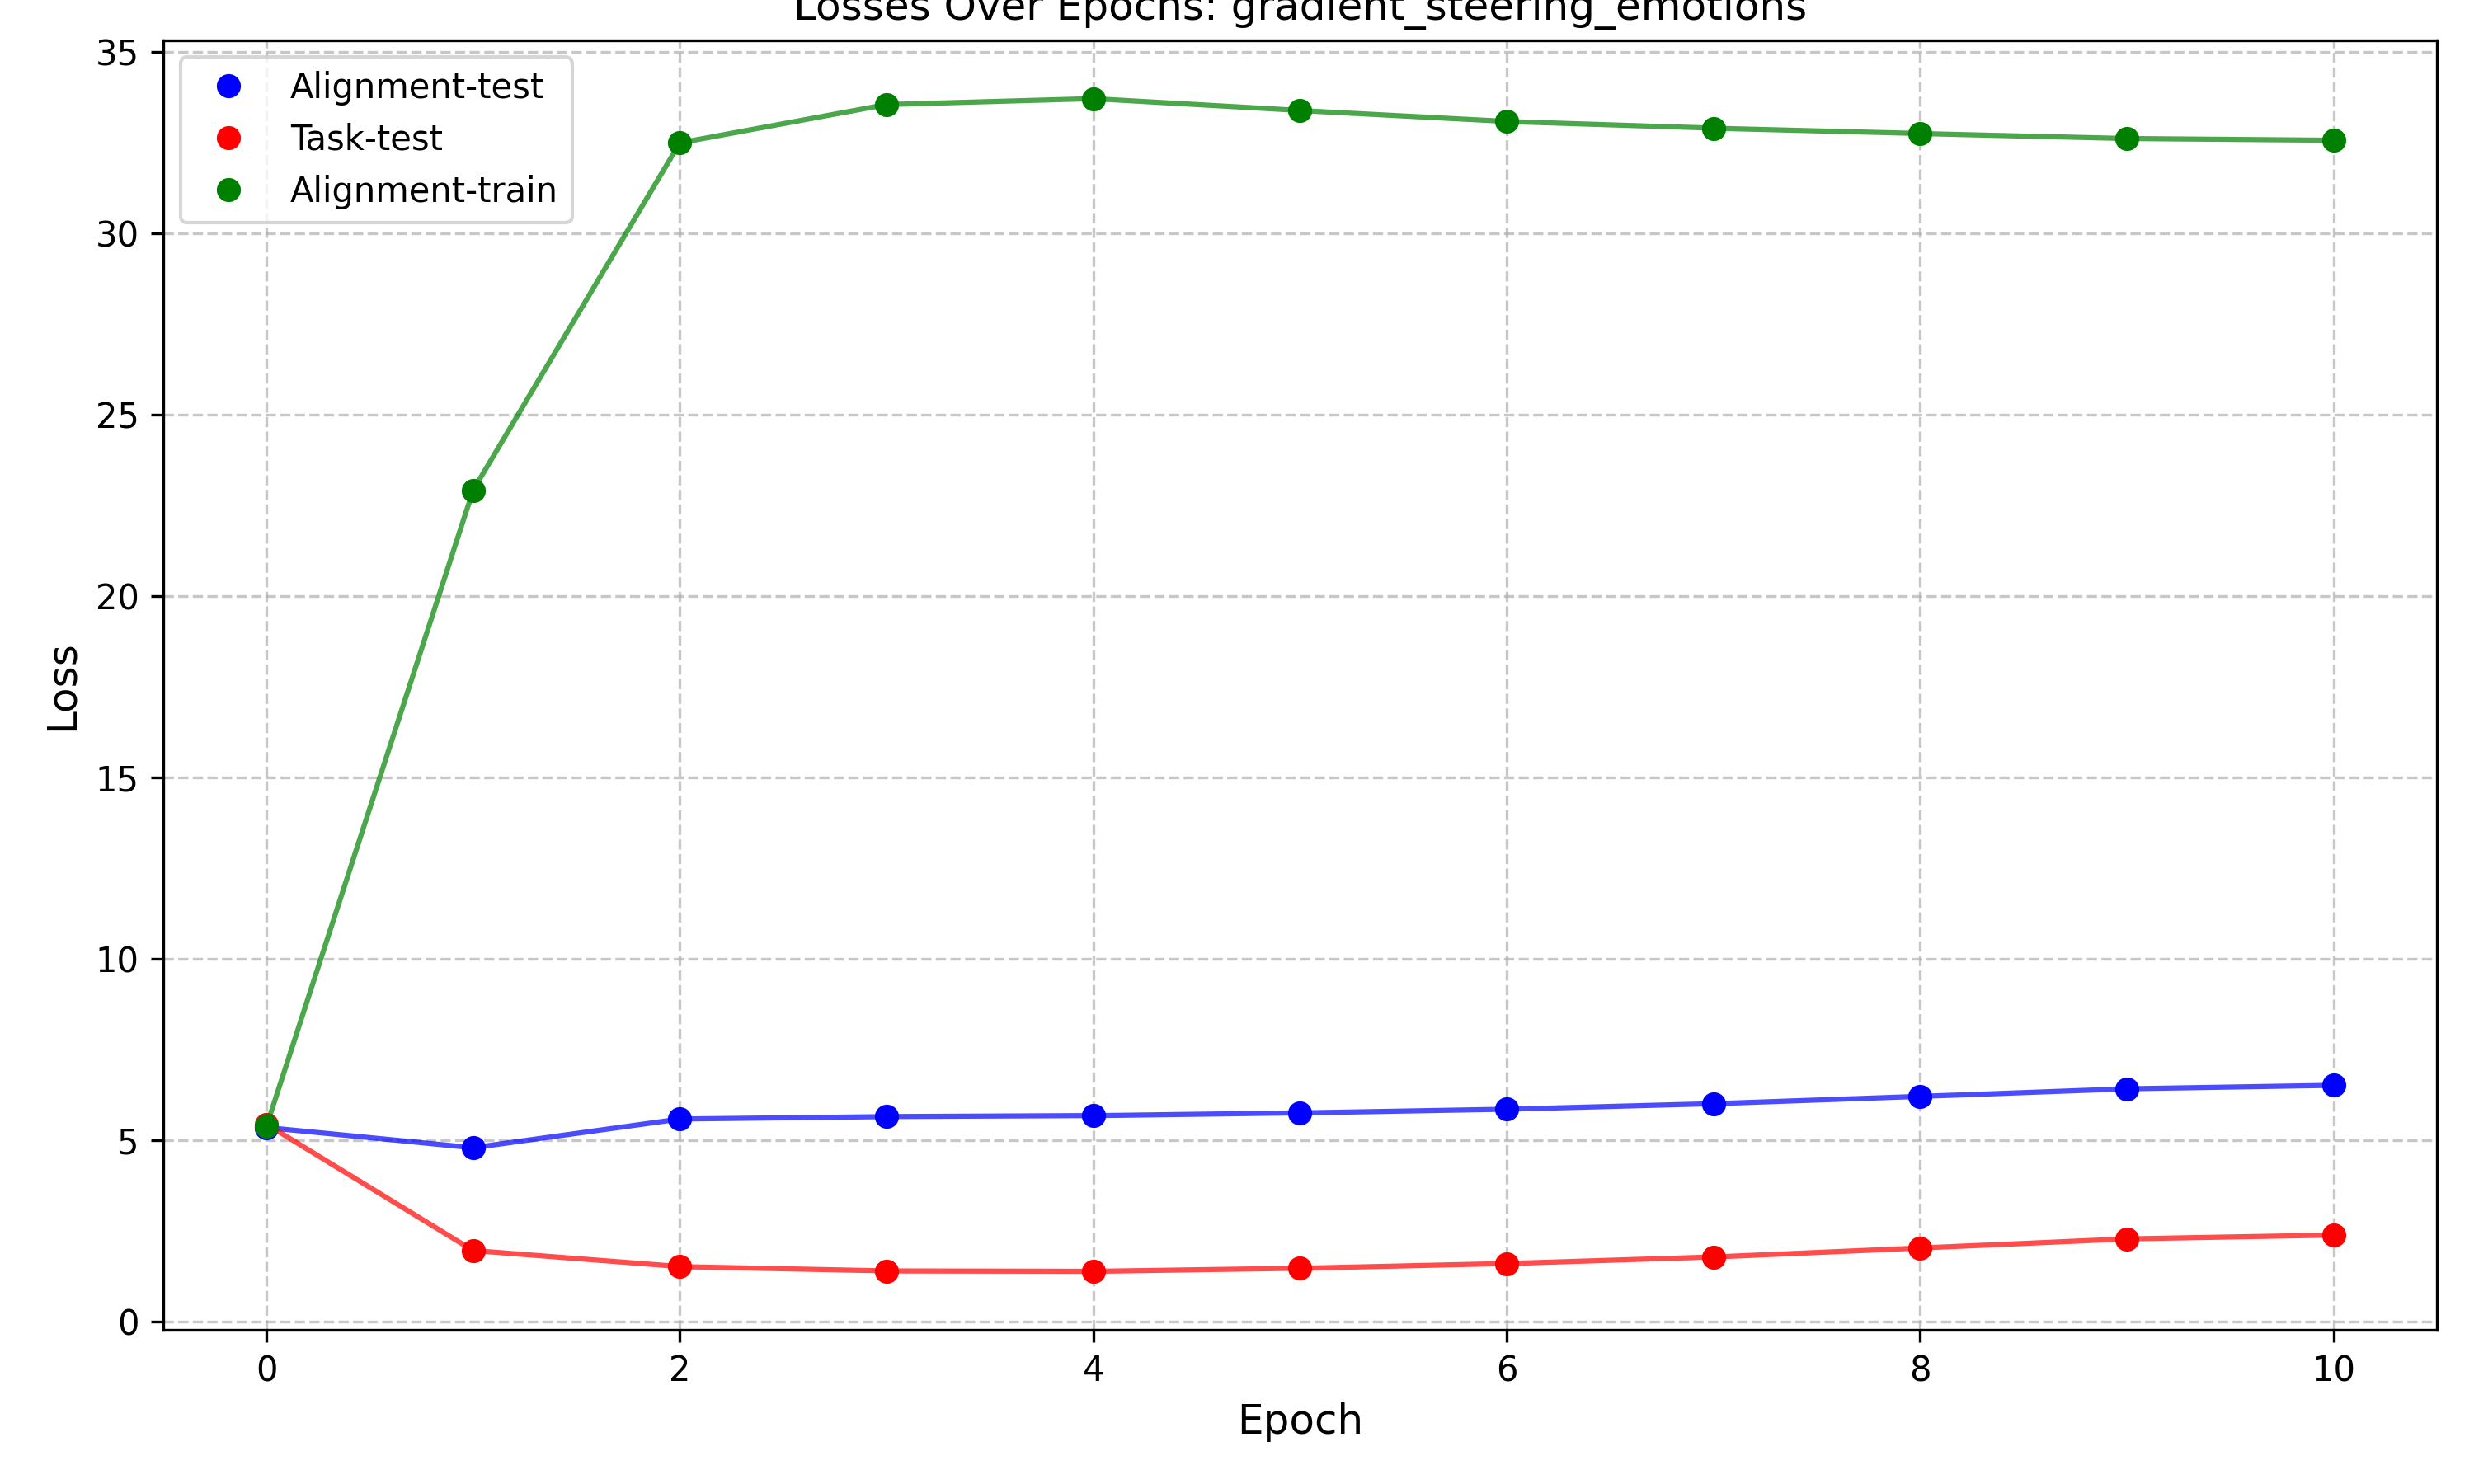 Losses Over Epochs: gradient_steering_emotions
35
30
25
20
15
10
5
0
Loss
Alignment-test
Task-test
Alignment-train
0 2 4 6 8 10
Epoch